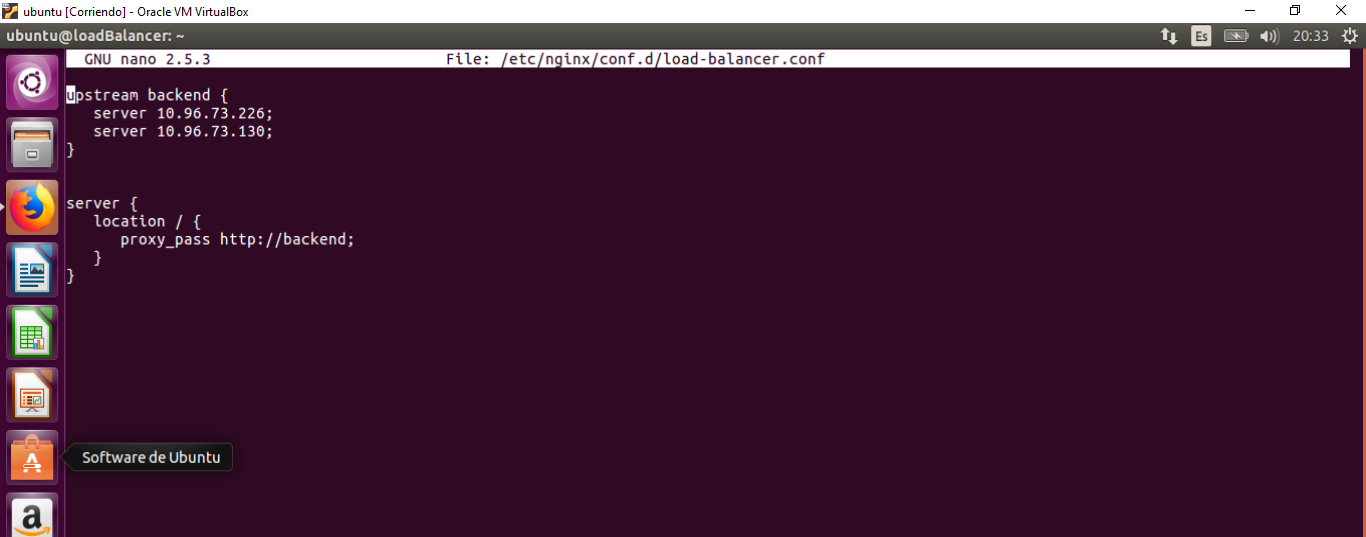 ubuntu [Corriendo] - Oracle VM VirtualBox
ubuntu@loadBalancer: ~
Es
20:33
GNU nano 2.5.3 File: /etc/nginx/conf.d/load-balancer.conf
upstream backend {
server 10.96.73.226;
server 10.96.73.130;
}
server {
location / {
proxy_pass http://backend;
}
}
Software de Ubuntu
a